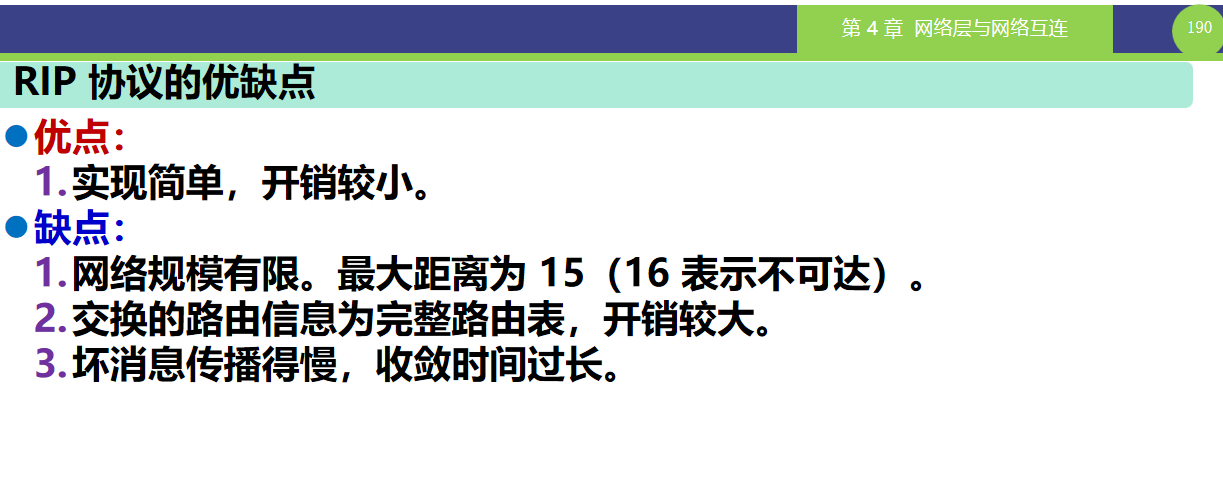 第 4 章 网络层与网络互连
190
RIP 协议的优缺点
优点：
1. 实现简单，开销较小。
缺点：
1. 网络规模有限。最大距离为 15（16 表示不可达）。
2. 交换的路由信息为完整路由表，开销较大。
3. 坏消息传播得慢，收敛时间过长。